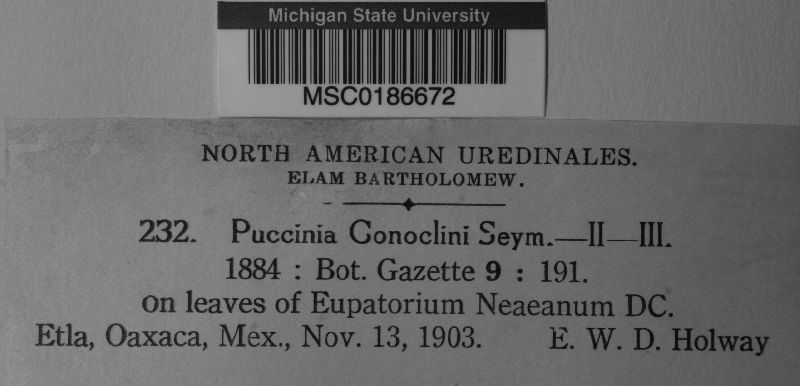 Michigan State University
MSC0186672
NORTH AMERICAN UREDINALES.
ELAM BARTHOLOMEW.
232. Puccinia Conoclini Seym.—II—III.
1884 : Bot. Gazette 9 : 191.
on leaves of Eupatorium Neaeanum DC.
Etla, Oaxaca, Mex., Nov. 13, 1903. E. W. D. Holway